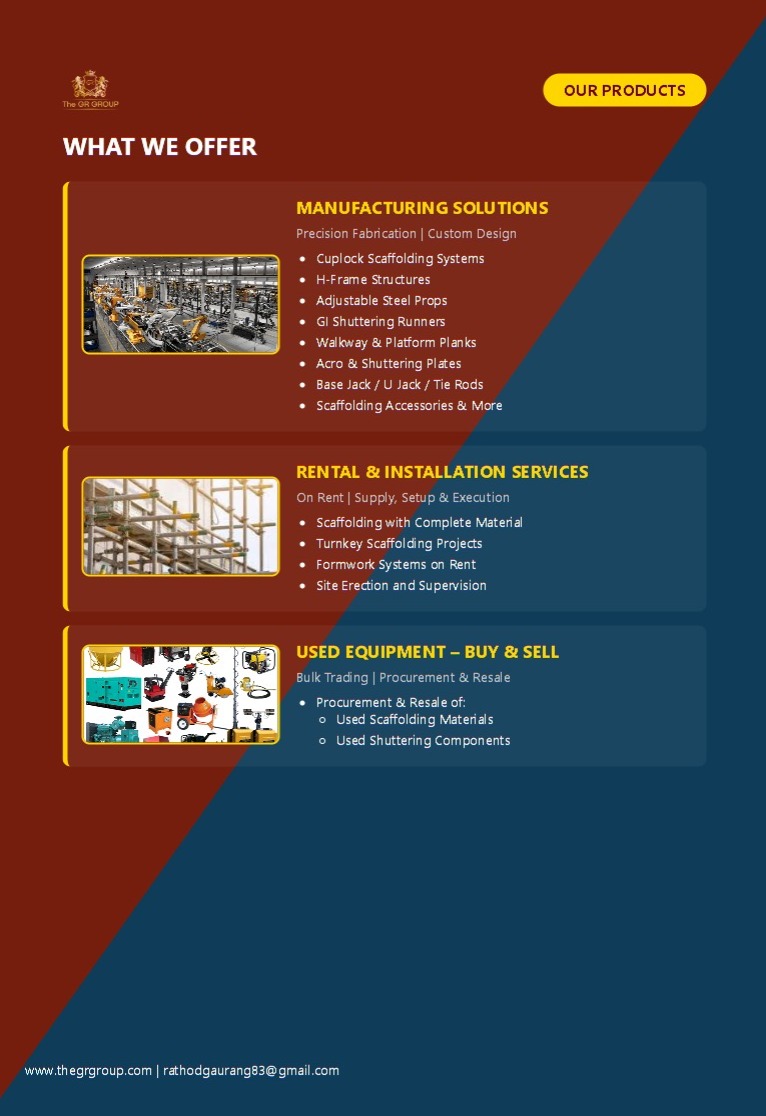 The GR GROUP
OUR PRODUCTS
WHAT WE OFFER
MANUFACTURING SOLUTIONS
Precision Fabrication | Custom Design
• Cuplock Scaffolding Systems
• H-Frame Structures
• Adjustable Steel Props
• GI Shuttering Runners
• Walkway & Platform Planks
• Acro & Shuttering Plates
• Base Jack / U Jack / Tie Rods
• Scaffolding Accessories & More
RENTAL & INSTALLATION SERVICES
On Rent | Supply, Setup & Execution
• Scaffolding with Complete Material
• Turnkey Scaffolding Projects
• Formwork Systems on Rent
• Site Erection and Supervision
USED EQUIPMENT – BUY & SELL
Bulk Trading | Procurement & Resale
• Procurement & Resale of:
○ Used Scaffolding Materials
○ Used Shuttering Components
www.thegrgroup.com | rathodgaurang83@gmail.com